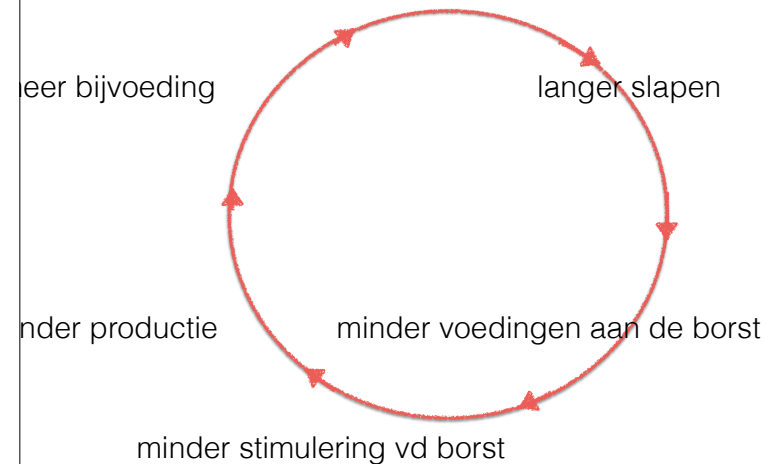 eer bijvoeding
langer slapen
nder productie
minder voedingen aan de borst
minder stimulering vd borst